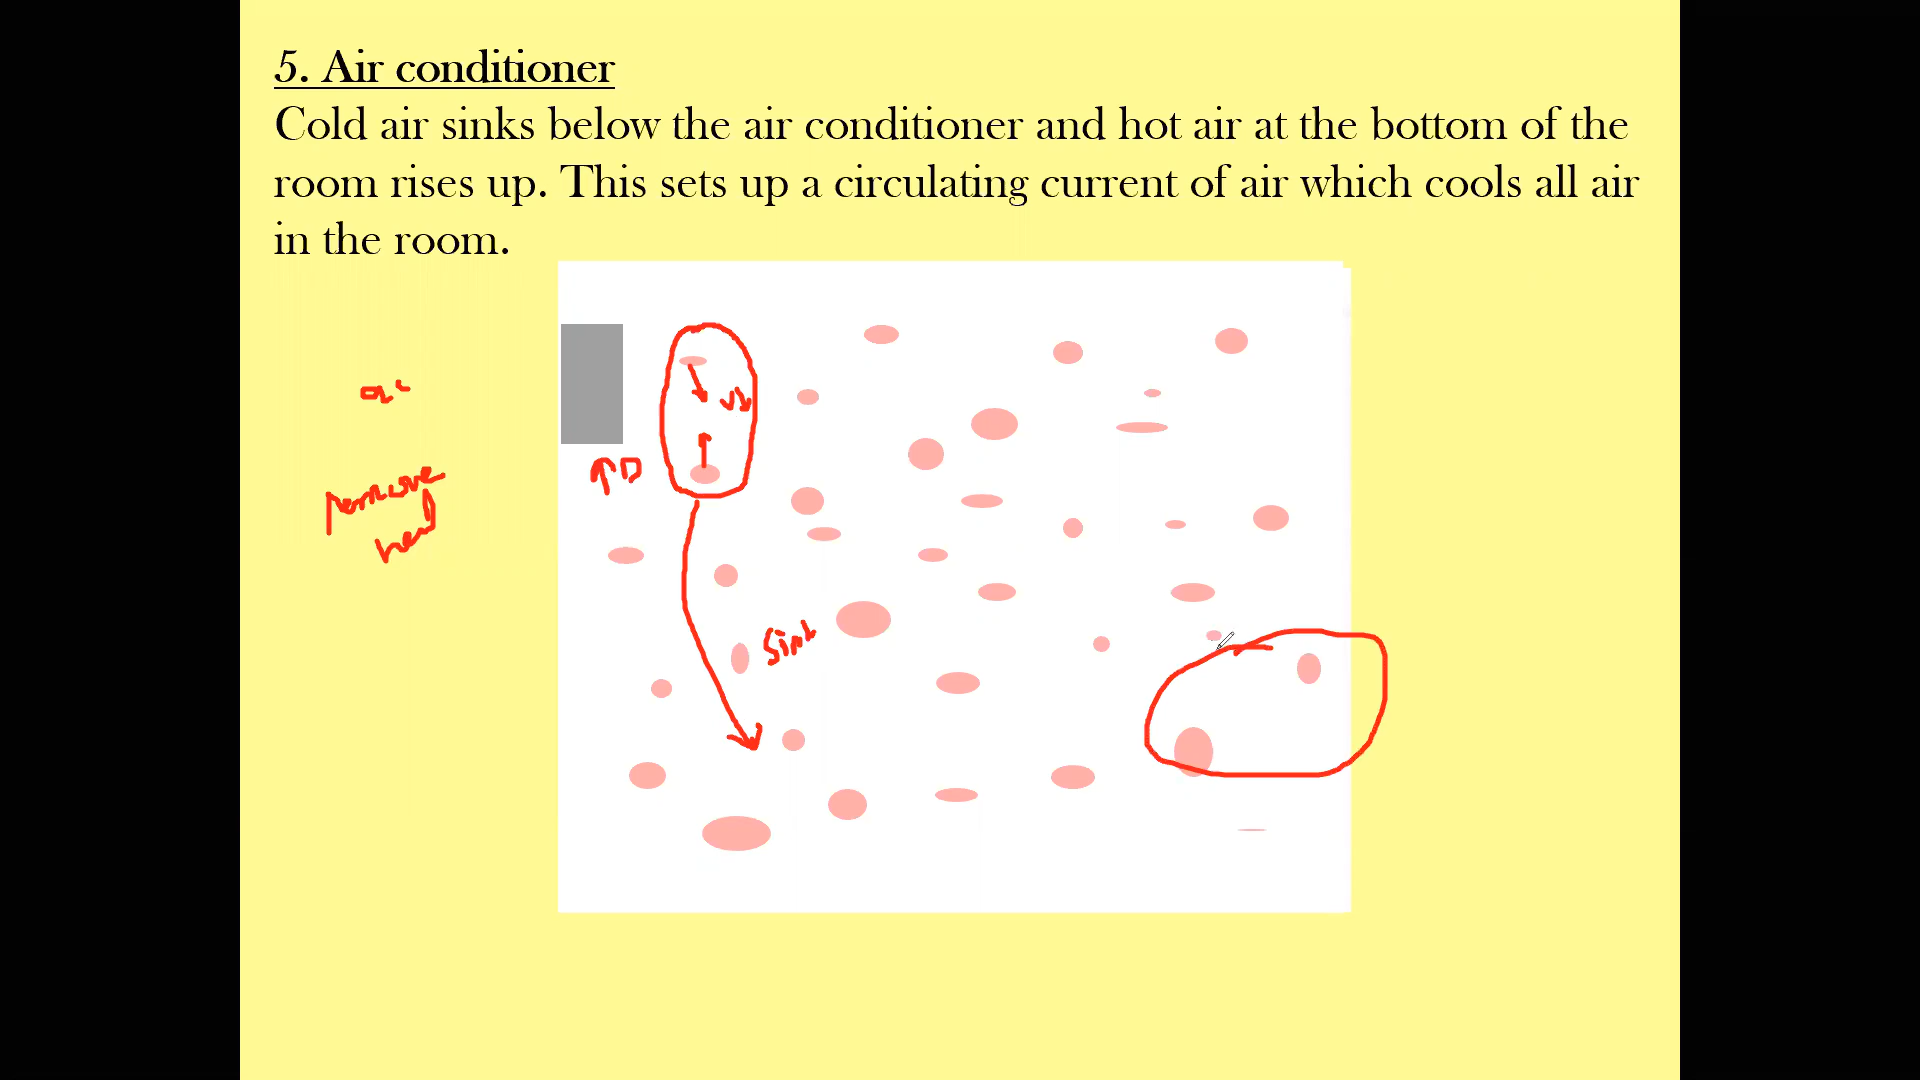 5. Air conditioner
Cold air sinks below the air conditioner and hot air at the bottom of the
room rises up. This sets up a circulating current of air which cools all air
in the room.
↑D
Sink